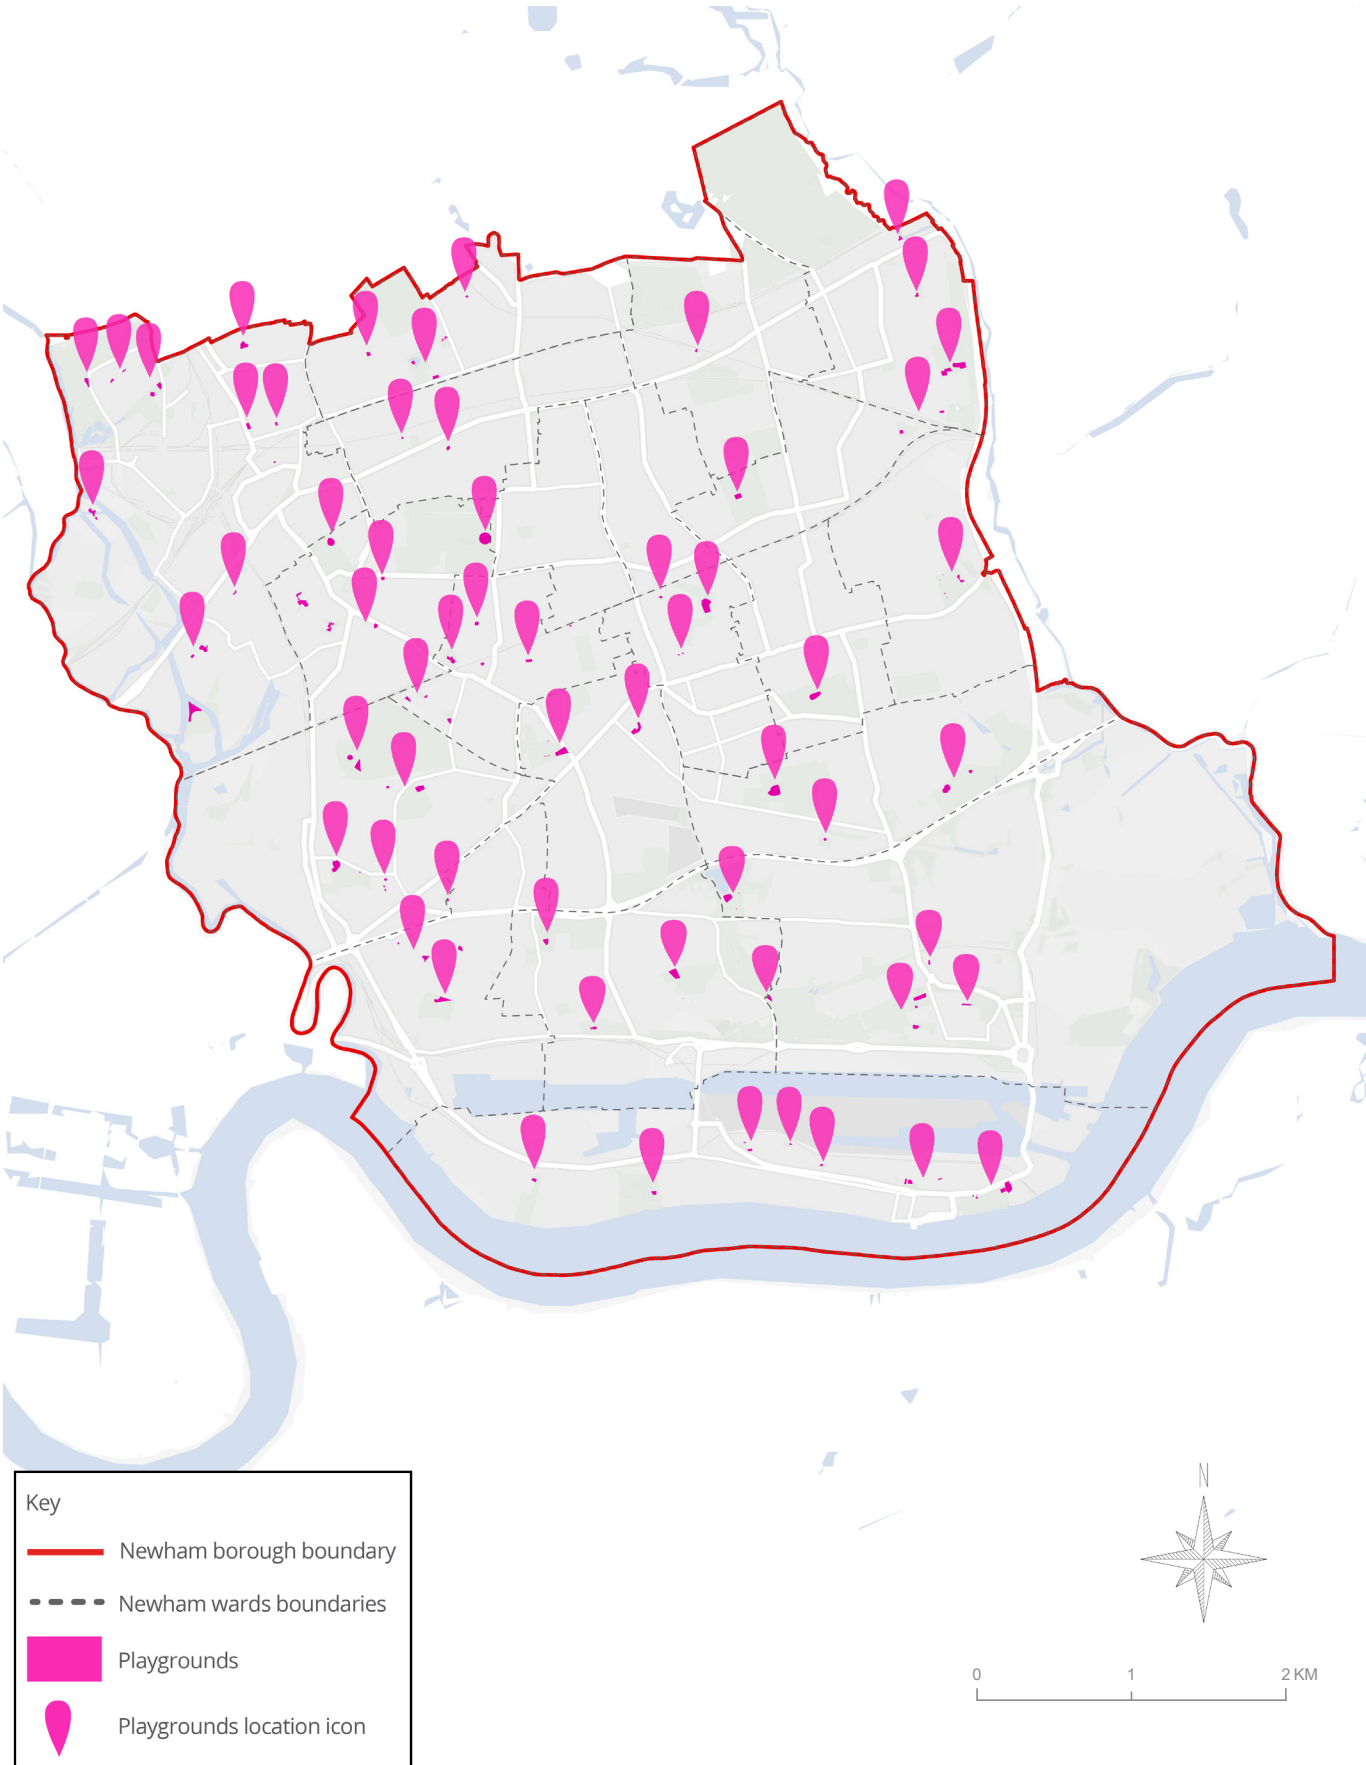 Key
Newham borough boundary
Newham wards boundaries
Playgrounds
Playgrounds location icon
N
0 1 2 KM